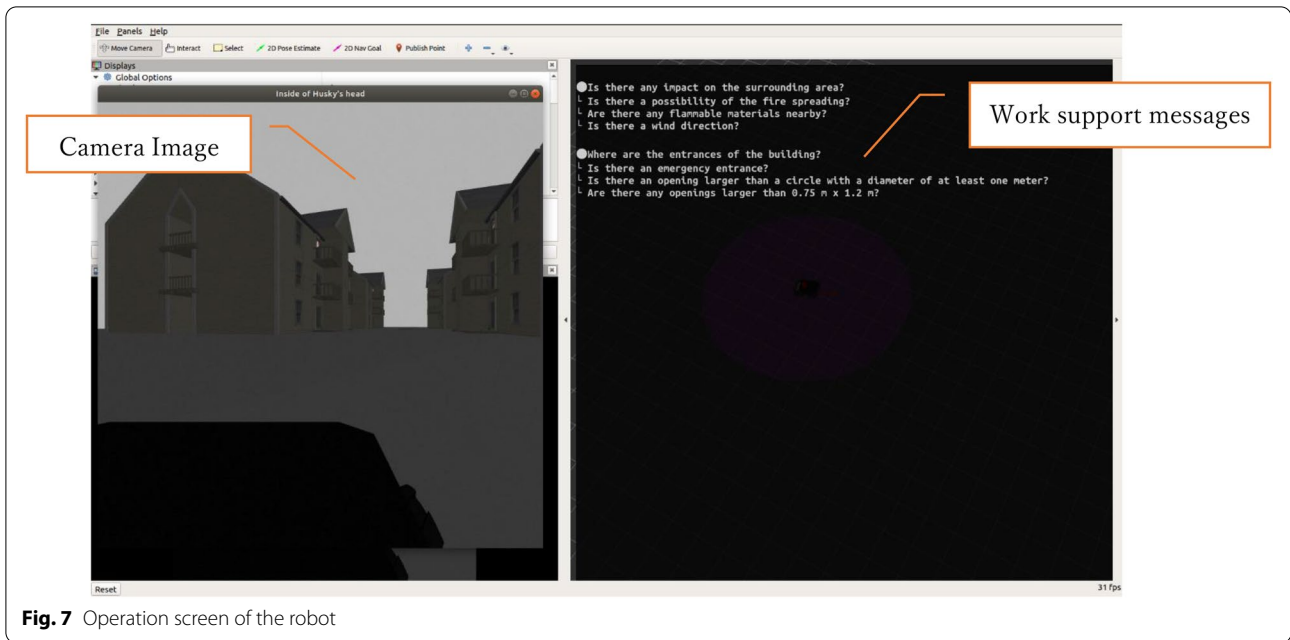 File Panels Help
Move Camera Interact Select 2D Pose Estimate 2D Nav Goal Publish Point
Displays
Global Options
Inside of Husky's head
Camera Image
●Is there any impact on the surrounding area?
└ Is there a possibility of the fire spreading?
└ Are there any flammable materials nearby?
└ Is there a wind direction?
●Where are the entrances of the building?
└ Is there an emergency entrance?
└ Is there an opening larger than a circle with a diameter of at least one meter?
└ Are there any openings larger than 0.75 m x 1.2 m?
Work support messages
Reset
31 fps
Fig. 7 Operation screen of the robot